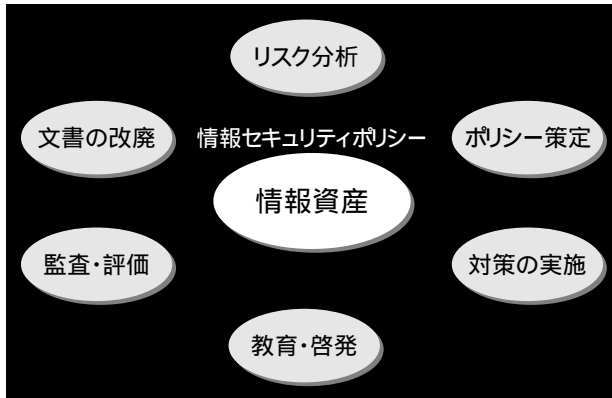 リスク分析
文書の改廃
情報セキュリティポリシー
ポリシー策定
情報資産
監査・評価
対策の実施
教育・啓発